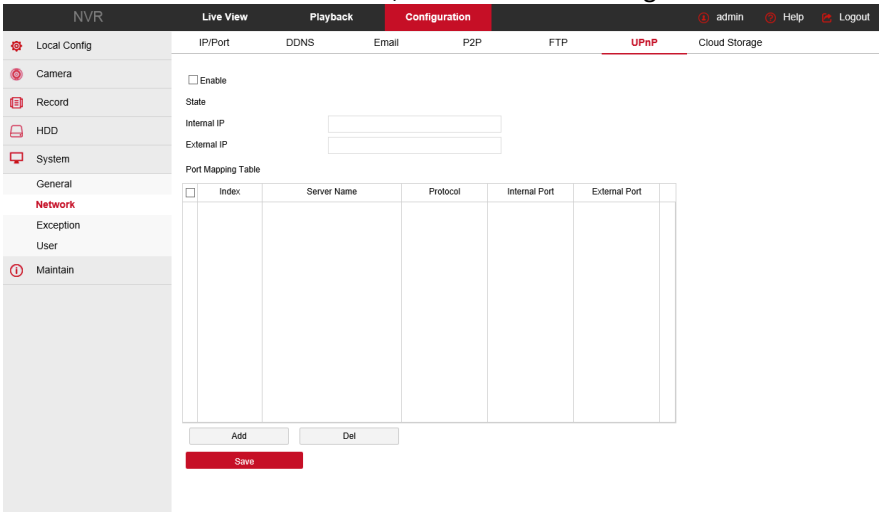 NVR Live View Playback Configuration admin Help Logout
IP/Port DDNS Email P2P FTP UPnP Cloud Storage
Local Config
Camera
Record
HDD
System
General
Network
Exception
User
Maintain
Enable
State
Internal IP
External IP
Port Mapping Table
Index Server Name Protocol Internal Port External Port
Add Del
Save